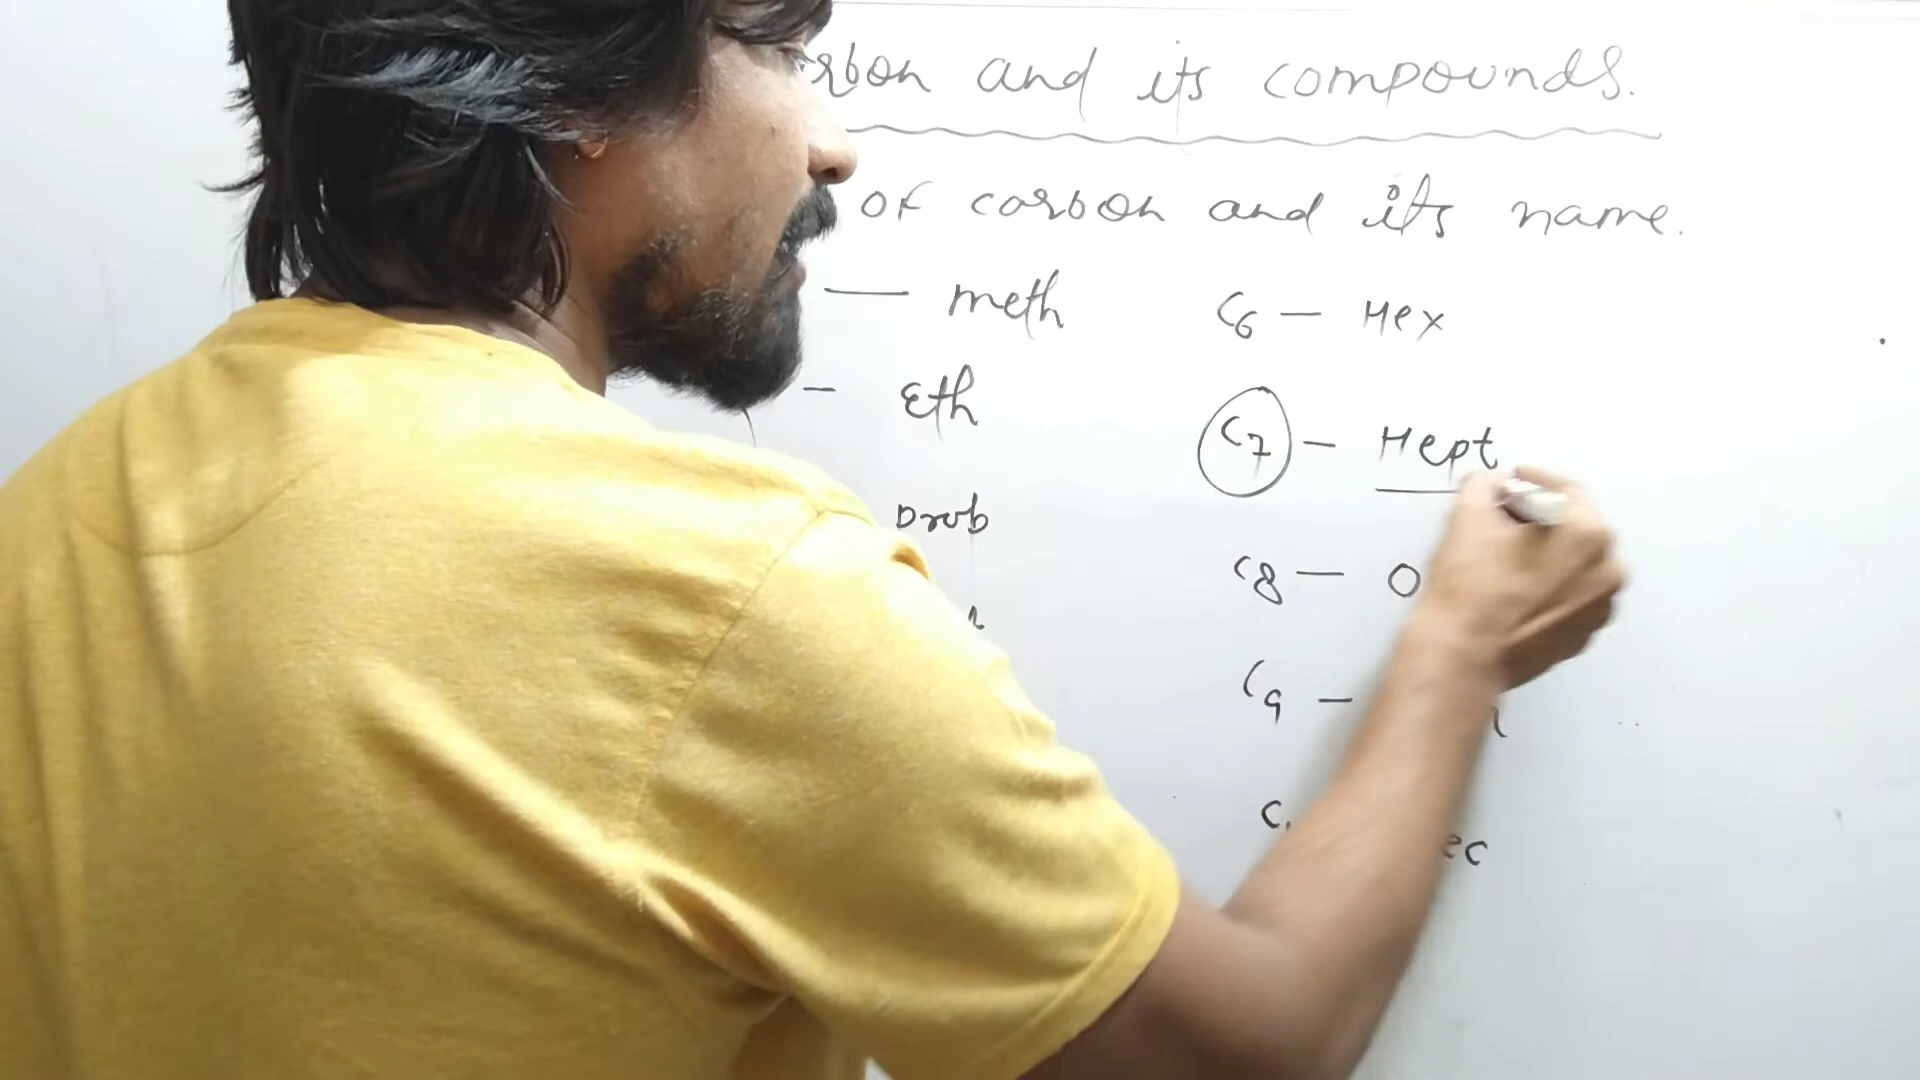 rbon and its compounds.
of carbon and its name.
— meth
– Eth
Prop
C6 — Hex
C7 – Hept
C8 — O
C9 –
C
ec